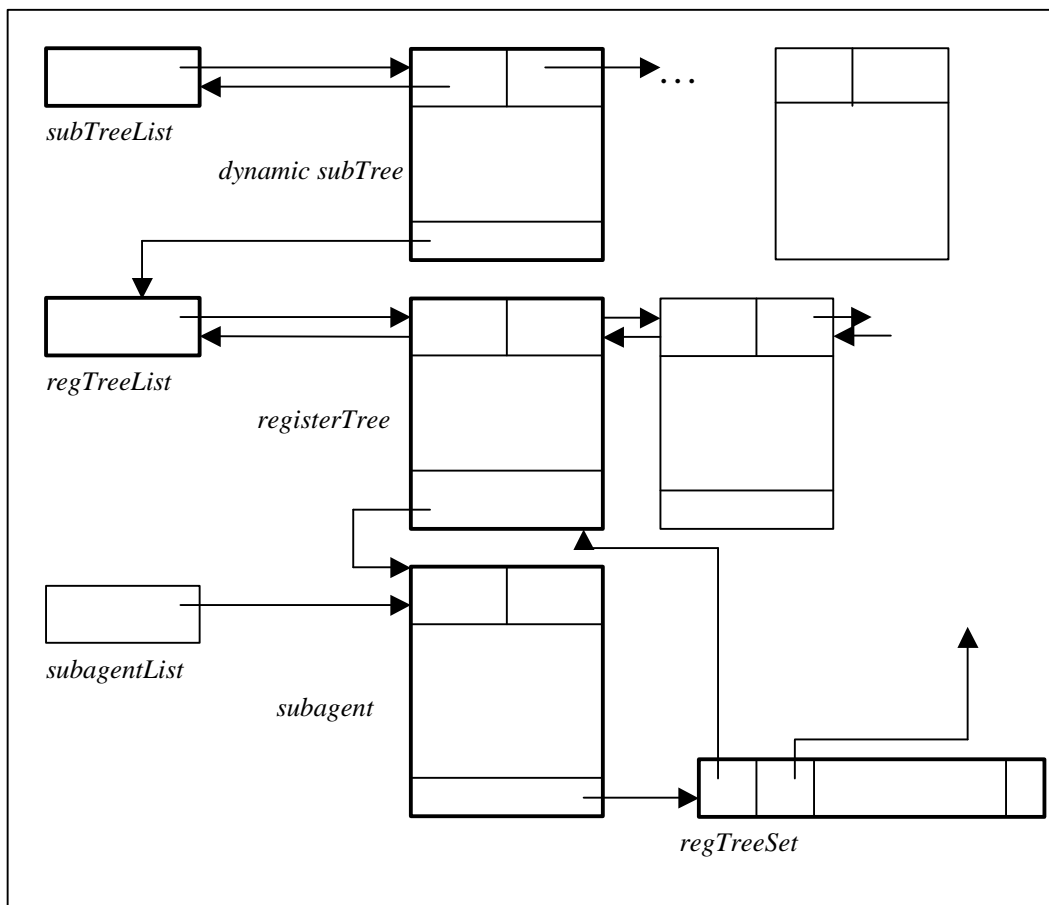 ...
subTreeList
dynamic subTree
regTreeList
registerTree
subagentList
subagent
regTreeSet